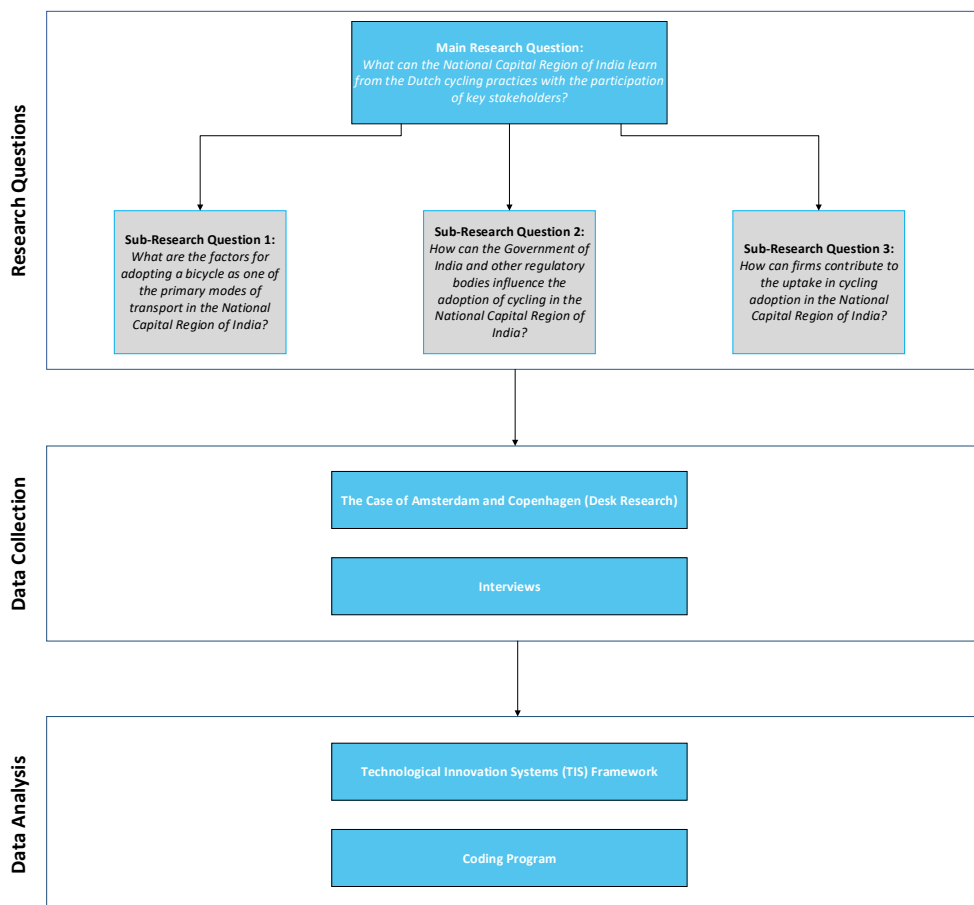 Research Questions
Main Research Question:
What can the National Capital Region of India learn
from the Dutch cycling practices with the participation
of key stakeholders?
Sub-Research Question 1:
What are the factors for
adopting a bicycle as one of
the primary modes of
transport in the National
Capital Region of India?
Sub-Research Question 2:
How can the Government of
India and other regulatory
bodies influence the
adoption of cycling in the
National Capital Region of
India?
Sub-Research Question 3:
How can firms contribute to
the uptake in cycling
adoption in the National
Capital Region of India?
Data Collection
The Case of Amsterdam and Copenhagen (Desk Research)
Interviews
Data Analysis
Technological Innovation Systems (TIS) Framework
Coding Program